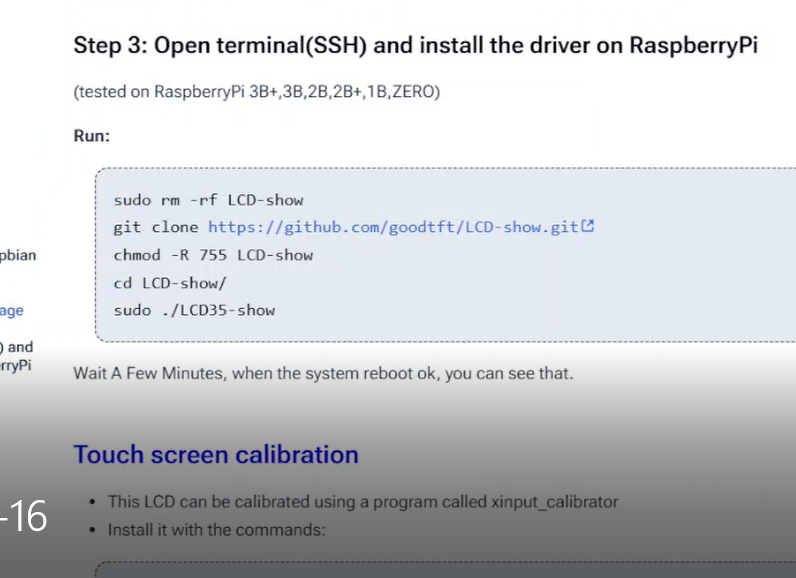 Step 3: Open terminal(SSH) and install the driver on RaspberryPi
(tested on RaspberryPi 3B+,3B,2B,2B+,1B,ZERO)
Run:
sudo rm -rf LCD-show
git clone https://github.com/goodtft/LCD-show.git
chmod -R 755 LCD-show
cd LCD-show/
sudo ./LCD35-show
Wait A Few Minutes, when the system reboot ok, you can see that.
Touch screen calibration
• This LCD can be calibrated using a program called xinput_calibrator
• Install it with the commands:
pbian
age
) and
rryPi
-16